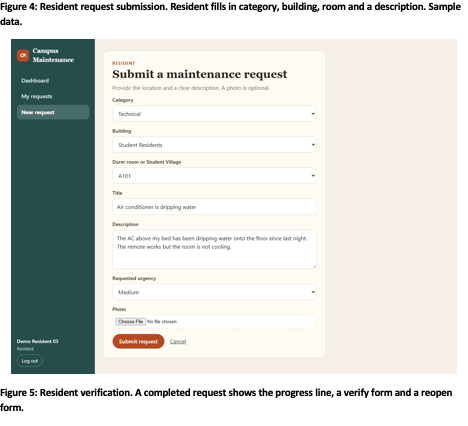 Figure 4: Resident request submission. Resident fills in category, building, room and a description. Sample
data.
CR
Campus
Maintenance
Dashboard
My requests
New request
RESIDENT
Submit a maintenance request
Provide the location and a clear description. A photo is optional.
Category
Technical
Building
Student Residents
Dorm room or Student Village
A101
Title
Air conditioner is dripping water
Description
The AC above my bed has been dripping water onto the floor since last night.
The remote works but the room is not cooling.
Requested urgency
Medium
Photo
Choose File No file chosen
Submit request Cancel
Demo Resident 03
Resident
Log out
Figure 5: Resident verification. A completed request shows the progress line, a verify form and a reopen
form.